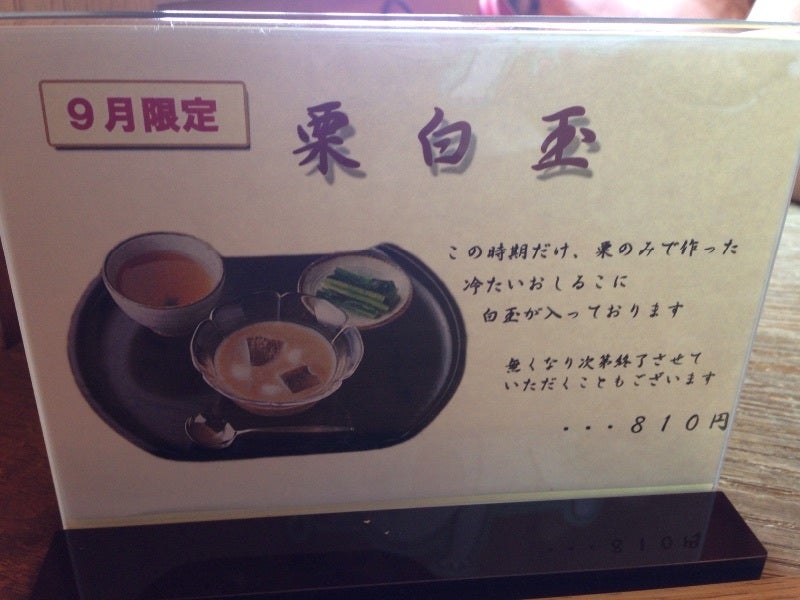 9月限定
栗白玉
この時期だけ、栗のみで作った
冷たいおしるこに
白玉が入っております
無くなり次第終了させて
いただくこともございます
・・・810円